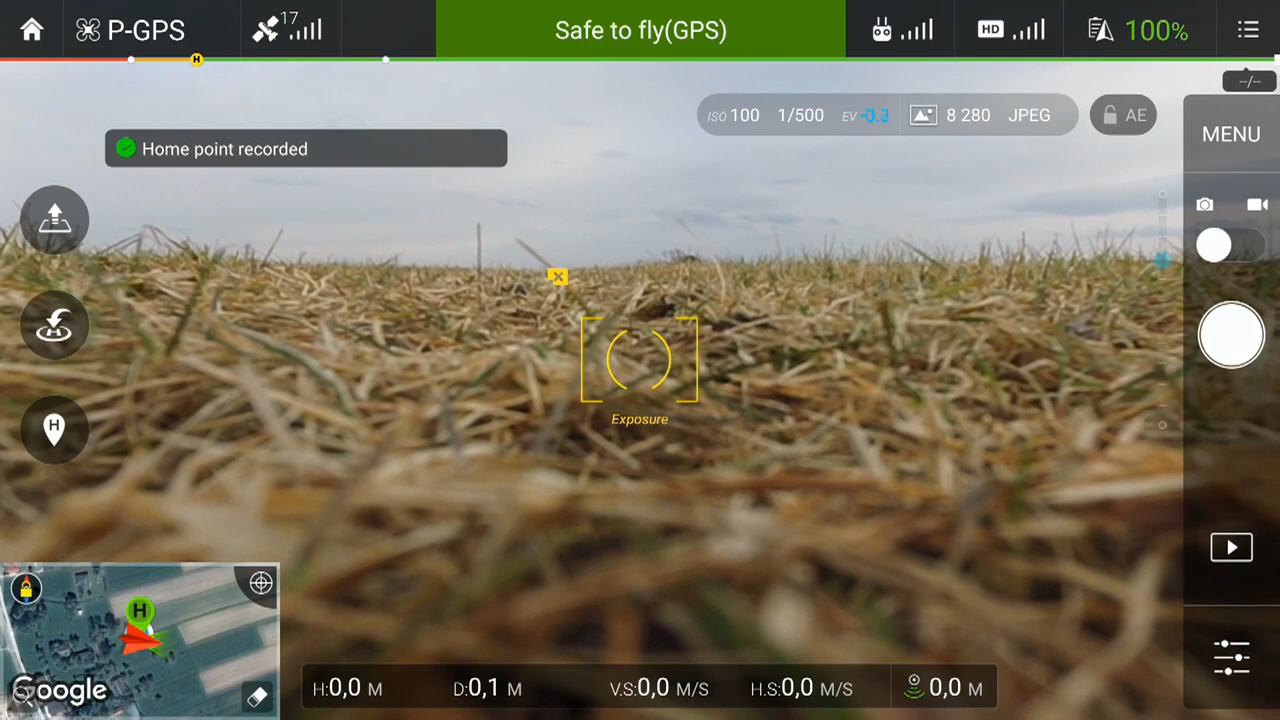 P-GPS
17
Safe to fly(GPS)
HD
100%
H
--/--
ISO 100 1/500 EV -0.3 8 280 JPEG AE
MENU
Home point recorded
H
H
Exposure
H
Google
H:0,0 M D:0,1 M V.S:0,0 M/S H.S:0,0 M/S 0,0 M